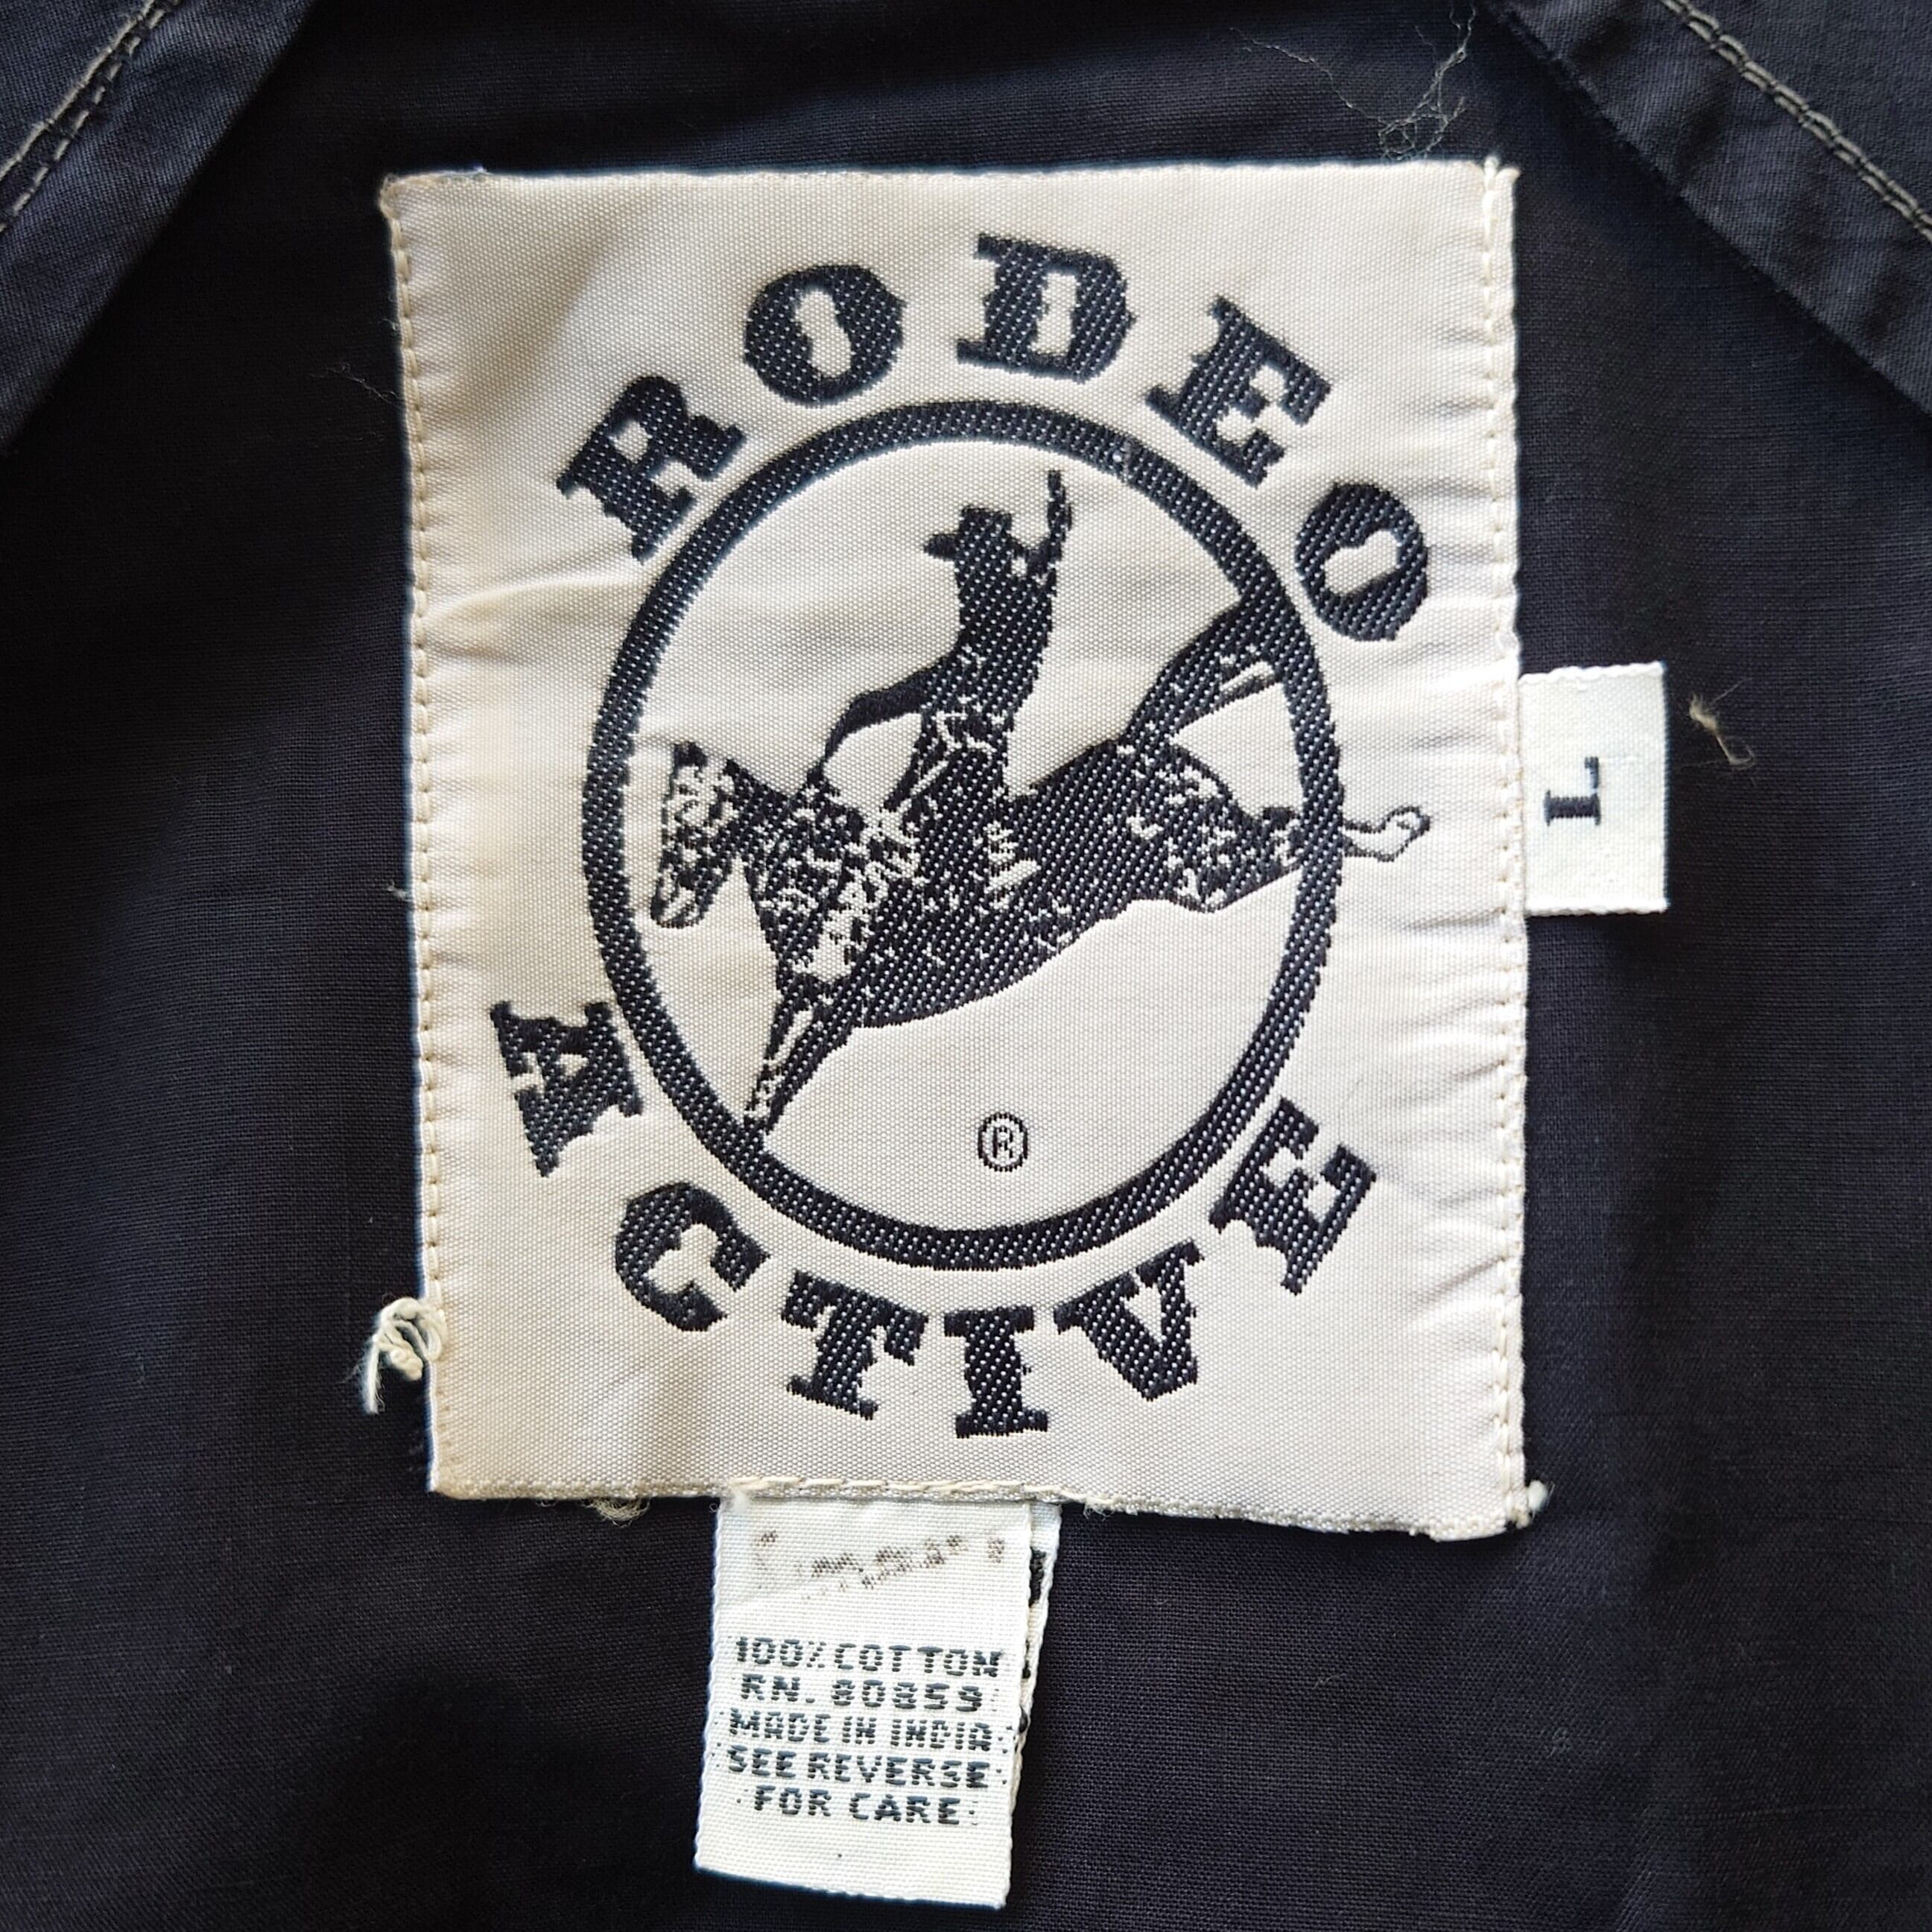 RODEO
®
ACTIVE
L
100% COTTON
RN. 80859
MADE IN INDIA
SEE REVERSE
FOR CARE